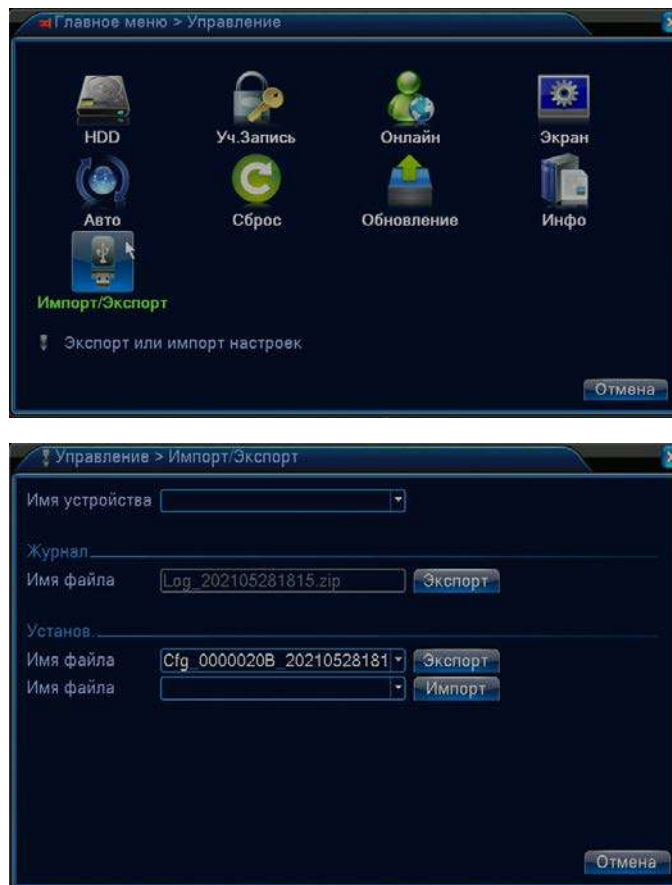 Главное меню > Управление
HDD Уч.Запись Онлайн Экран
Авто Сброс Обновление Инфо
Импорт/Экспорт
Экспорт или импорт настроек
Отмена
Управление > Импорт/Экспорт
Имя устройства
Журнал
Имя файла Log_202105281815.zip Экспорт
Установ.
Имя файла Cfg_0000020B_20210528181 Экспорт
Имя файла Импорт
Отмена